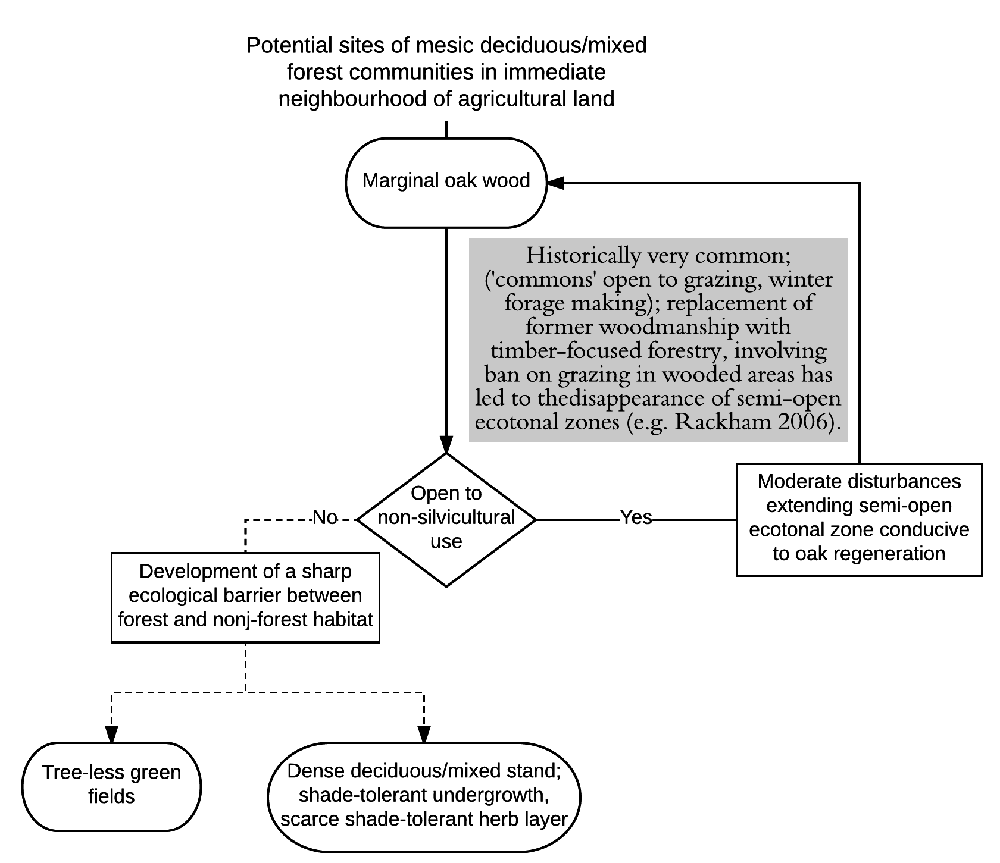 Potential sites of mesic deciduous/mixed
forest communities in immediate
neighbourhood of agricultural land
Marginal oak wood
Historically very common;
('commons' open to grazing, winter
forage making); replacement of
former woodmanship with
timber-focused forestry, involving
ban on grazing in wooded areas has
led to thedisappearance of semi-open
ecotonal zones (e.g. Rackham 2006).
Open to
non-silvicultural
use
No
Yes
Moderate disturbances
extending semi-open
ecotonal zone conducive
to oak regeneration
Development of a sharp
ecological barrier between
forest and nonj-forest habitat
Tree-less green
fields
Dense deciduous/mixed stand;
shade-tolerant undergrowth,
scarce shade-tolerant herb layer